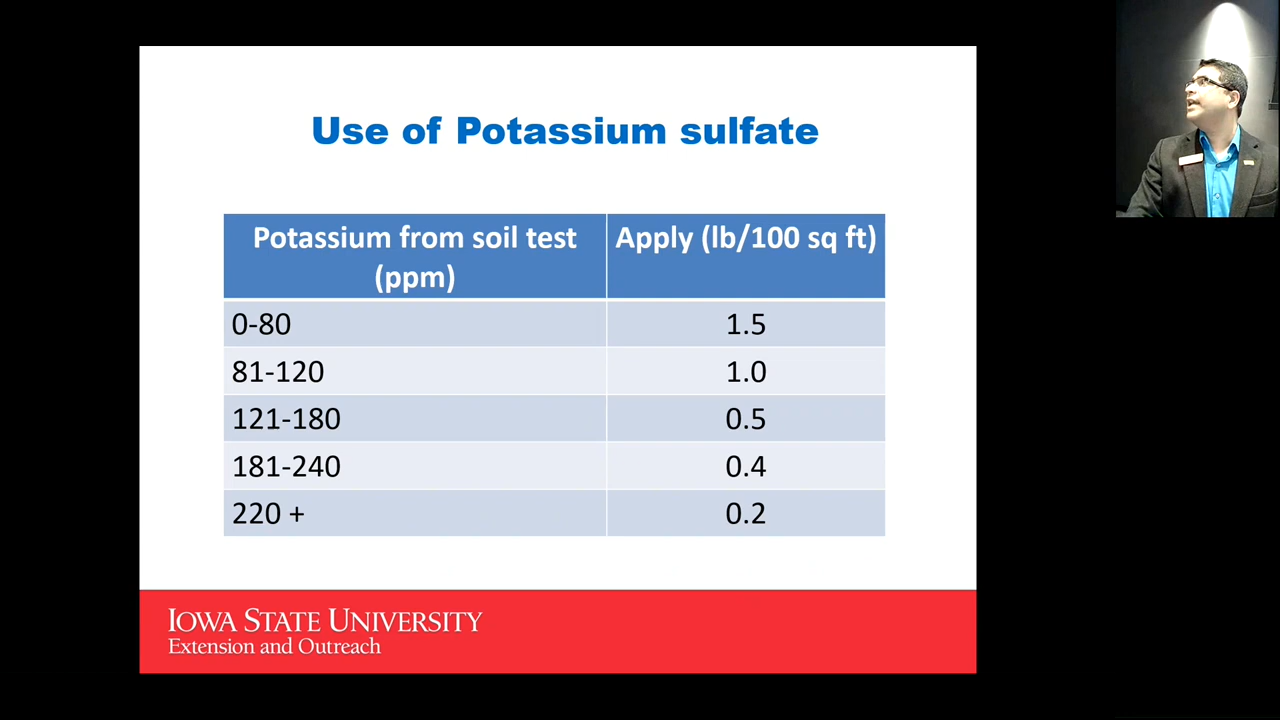 Use of Potassium sulfate
Potassium from soil test
(ppm)
Apply (lb/100 sq ft)
0-80
1.5
81-120
1.0
121-180
0.5
181-240
0.4
220 +
0.2
IOWA STATE UNIVERSITY
Extension and Outreach